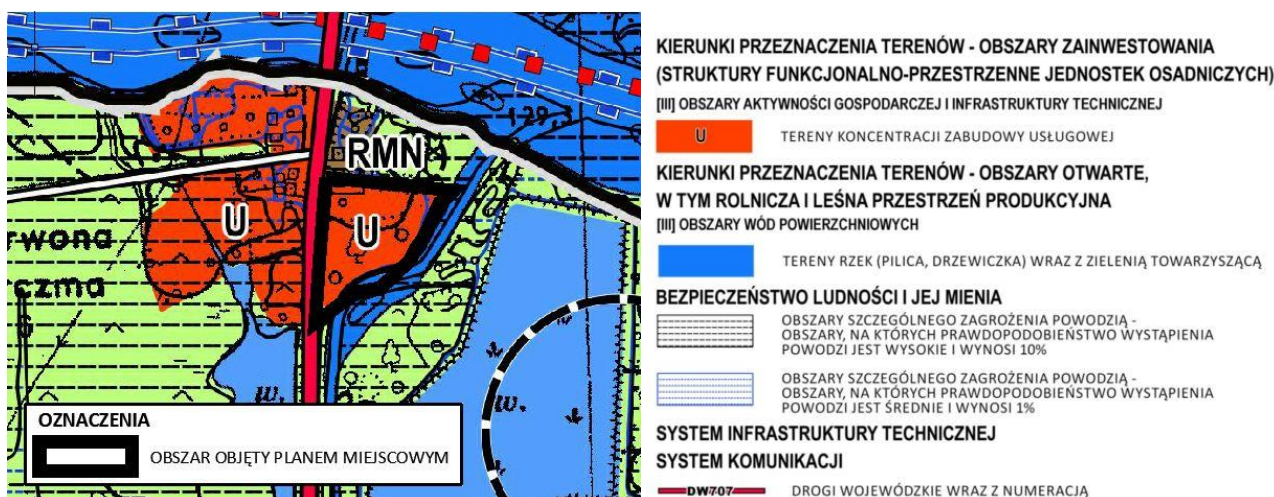 129,3
RMN
U
U
rwona
czma
w.
w.
OZNACZENIA
OBSZAR OBJĘTY PLANEM MIEJSCOWYM
KIERUNKI PRZEZNACZENIA TERENÓW - OBSZARY ZAINWESTOWANIA
(STRUKTURY FUNKCJONALNO-PRZESTRZENNE JEDNOSTEK OSADNICZYCH)
[III] OBSZARY AKTYWNOŚCI GOSPODARCZEJ I INFRASTRUKTURY TECHNICZNEJ
U TERENY KONCENTRACJI ZABUDOWY USŁUGOWEJ
KIERUNKI PRZEZNACZENIA TERENÓW - OBSZARY OTWARTE,
W TYM ROLNICZA I LEŚNA PRZESTRZEŃ PRODUKCYJNA
[III] OBSZARY WÓD POWIERZCHNIOWYCH
TERENY RZEK (PILICA, DRZEWICZKA) WRAZ Z ZIELENIĄ TOWARZYSZĄCĄ
BEZPIECZEŃSTWO LUDNOŚCI I JEJ MIENIA
OBSZARY SZCZEGÓLNEGO ZAGROŻENIA POWODZIĄ -
OBSZARY, NA KTÓRYCH PRAWDOPODOBIEŃSTWO WYSTĄPIENIA
POWODZI JEST WYSOKIE I WYNOSI 10%
OBSZARY SZCZEGÓLNEGO ZAGROŻENIA POWODZIĄ -
OBSZARY, NA KTÓRYCH PRAWDOPODOBIEŃSTWO WYSTĄPIENIA
POWODZI JEST ŚREDNIE I WYNOSI 1%
SYSTEM INFRASTRUKTURY TECHNICZNEJ
SYSTEM KOMUNIKACJI
DW707 DROGI WOJEWÓDZKIE WRAZ Z NUMERACJĄ